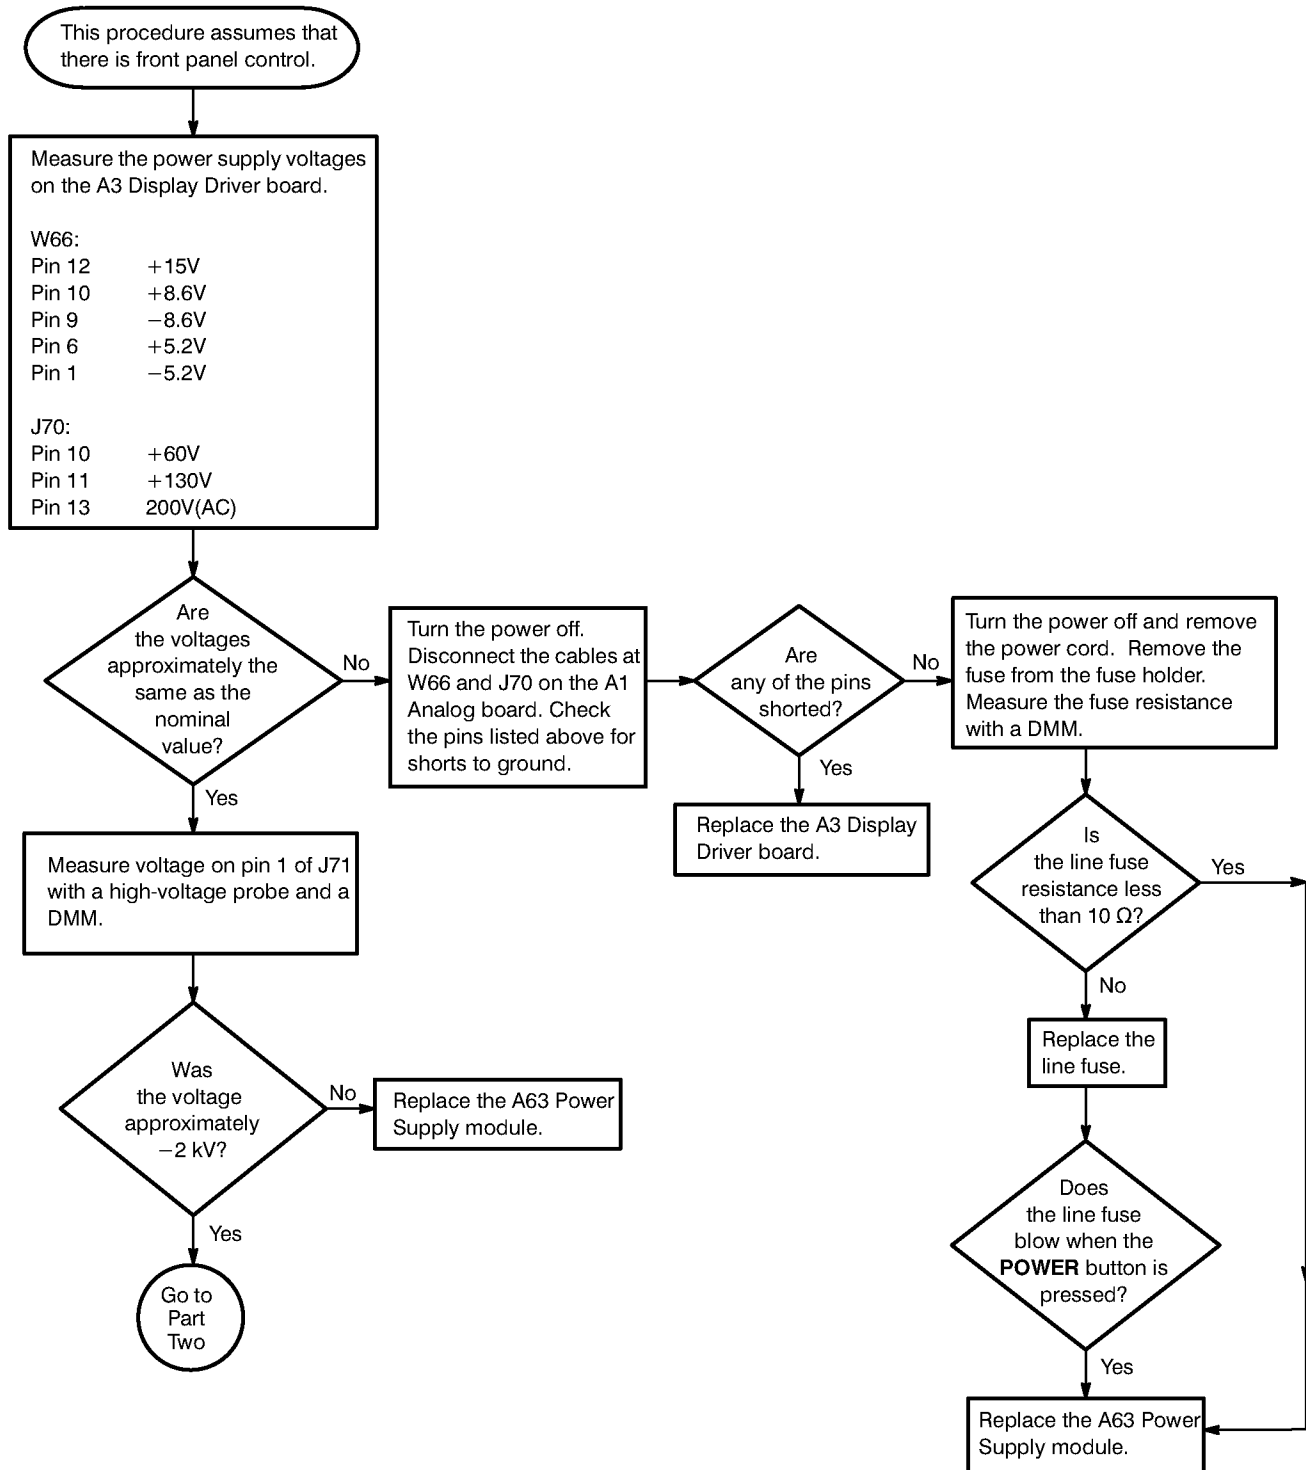 This procedure assumes that
there is front panel control.
Measure the power supply voltages
on the A3 Display Driver board.
W66:
Pin 12 +15V
Pin 10 +8.6V
Pin 9 −8.6V
Pin 6 +5.2V
Pin 1 −5.2V
J70:
Pin 10 +60V
Pin 11 +130V
Pin 13 200V(AC)
Are
the voltages
approximately the
same as the
nominal
value?
No
Yes
Turn the power off.
Disconnect the cables at
W66 and J70 on the A1
Analog board. Check
the pins listed above for
shorts to ground.
Are
any of the pins
shorted?
No
Yes
Replace the A3 Display
Driver board.
Turn the power off and remove
the power cord. Remove the
fuse from the fuse holder.
Measure the fuse resistance
with a DMM.
Is
the line fuse
resistance less
than 10 Ω?
Yes
No
Replace the
line fuse.
Does
the line fuse
blow when the
POWER button is
pressed?
Yes
Replace the A63 Power
Supply module.
Measure voltage on pin 1 of J71
with a high-voltage probe and a
DMM.
Was
the voltage
approximately
−2 kV?
No
Replace the A63 Power
Supply module.
Yes
Go to
Part
Two